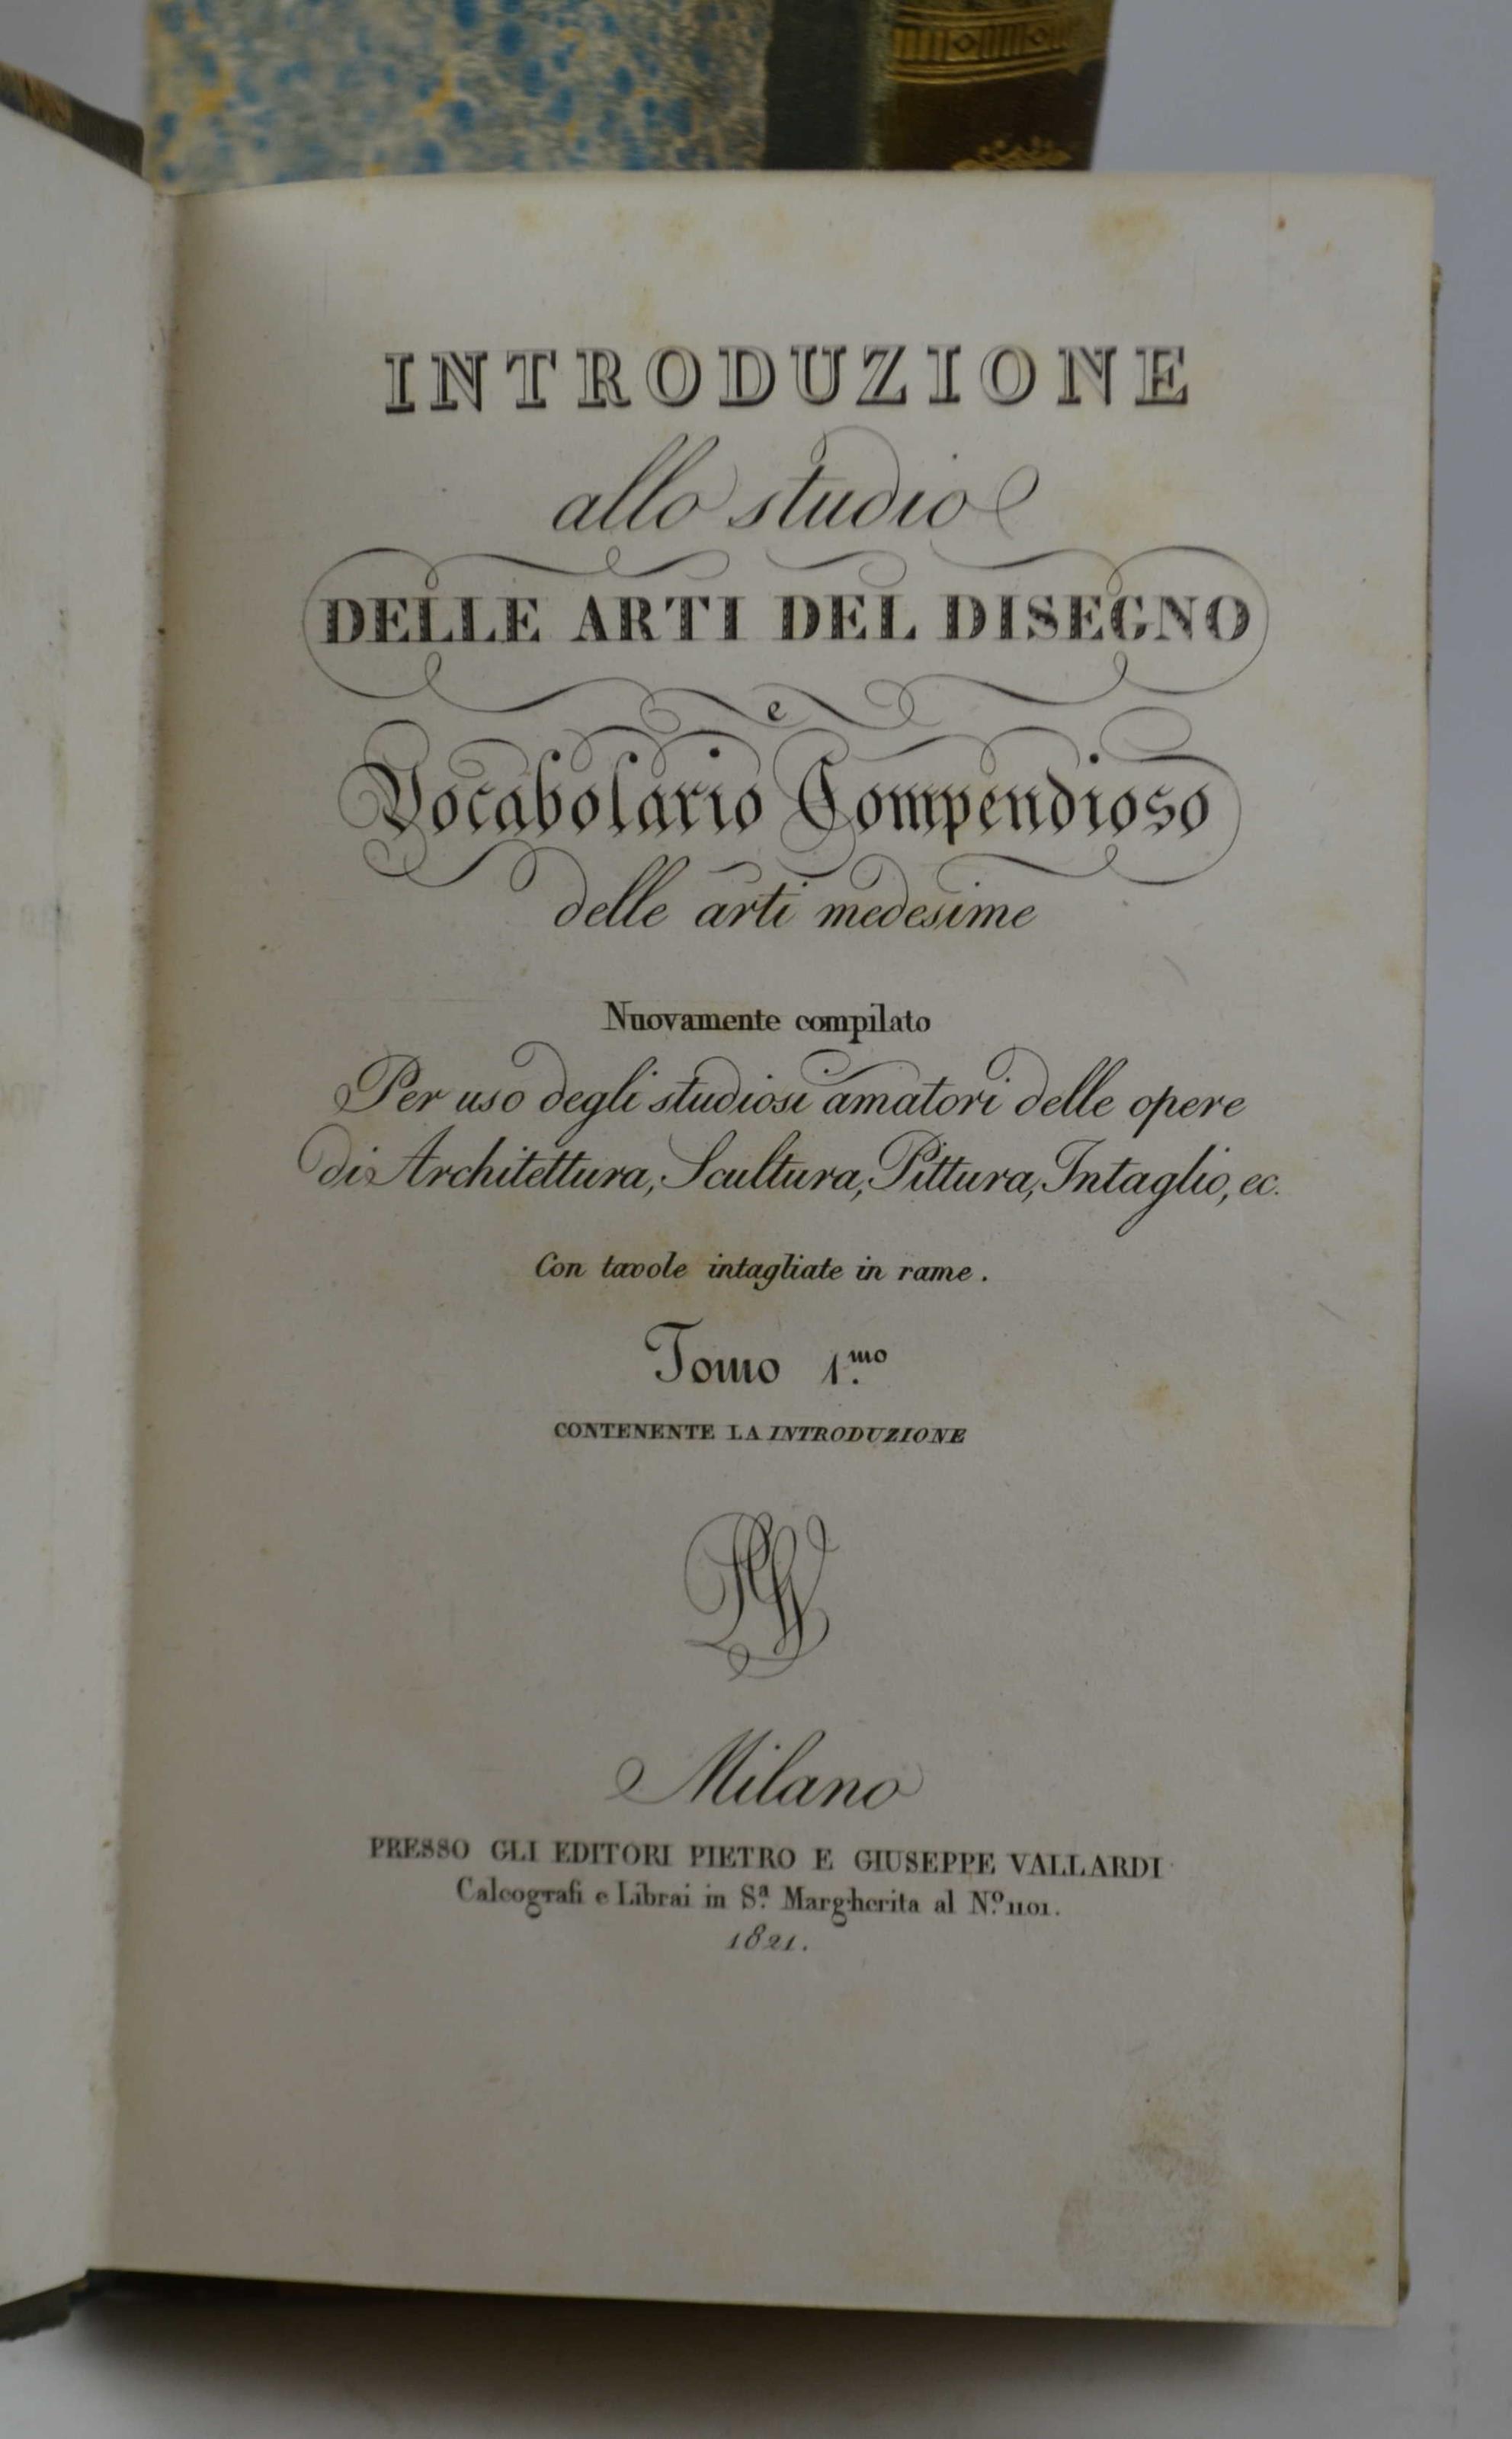 INTRODUZIONE
allo studio
DELLE ARTI DEL DISEGNO
e
Vocabolario Compendioso
delle arti medesime
Nuovamente compilato
Per uso degli studiosi amatori delle opere
di Architettura, Scultura, Pittura, Intaglio, ec.
Con tavole intagliate in rame.
Tomo 1.mo
CONTENENTE LA INTRODUZIONE
Milano
PRESSO GLI EDITORI PIETRO E GIUSEPPE VALLARDI
Calcografi e Librai in S.a Margherita al N.o 1101.
1821.